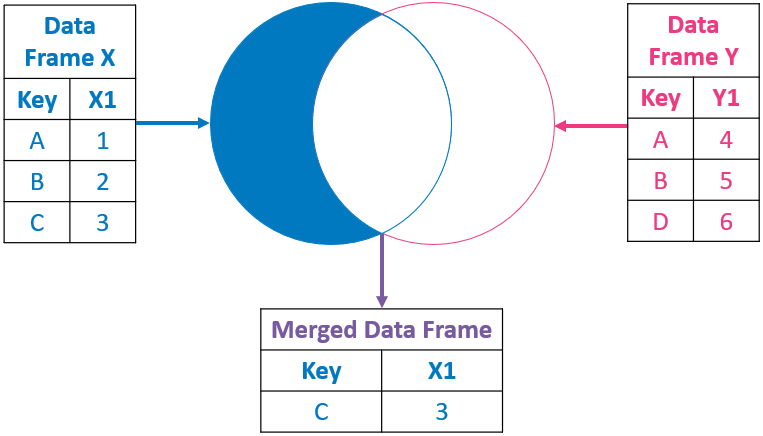 Data
Frame X
Key X1
A 1
B 2
C 3
Data
Frame Y
Key Y1
A 4
B 5
D 6
Merged Data Frame
Key X1
C 3